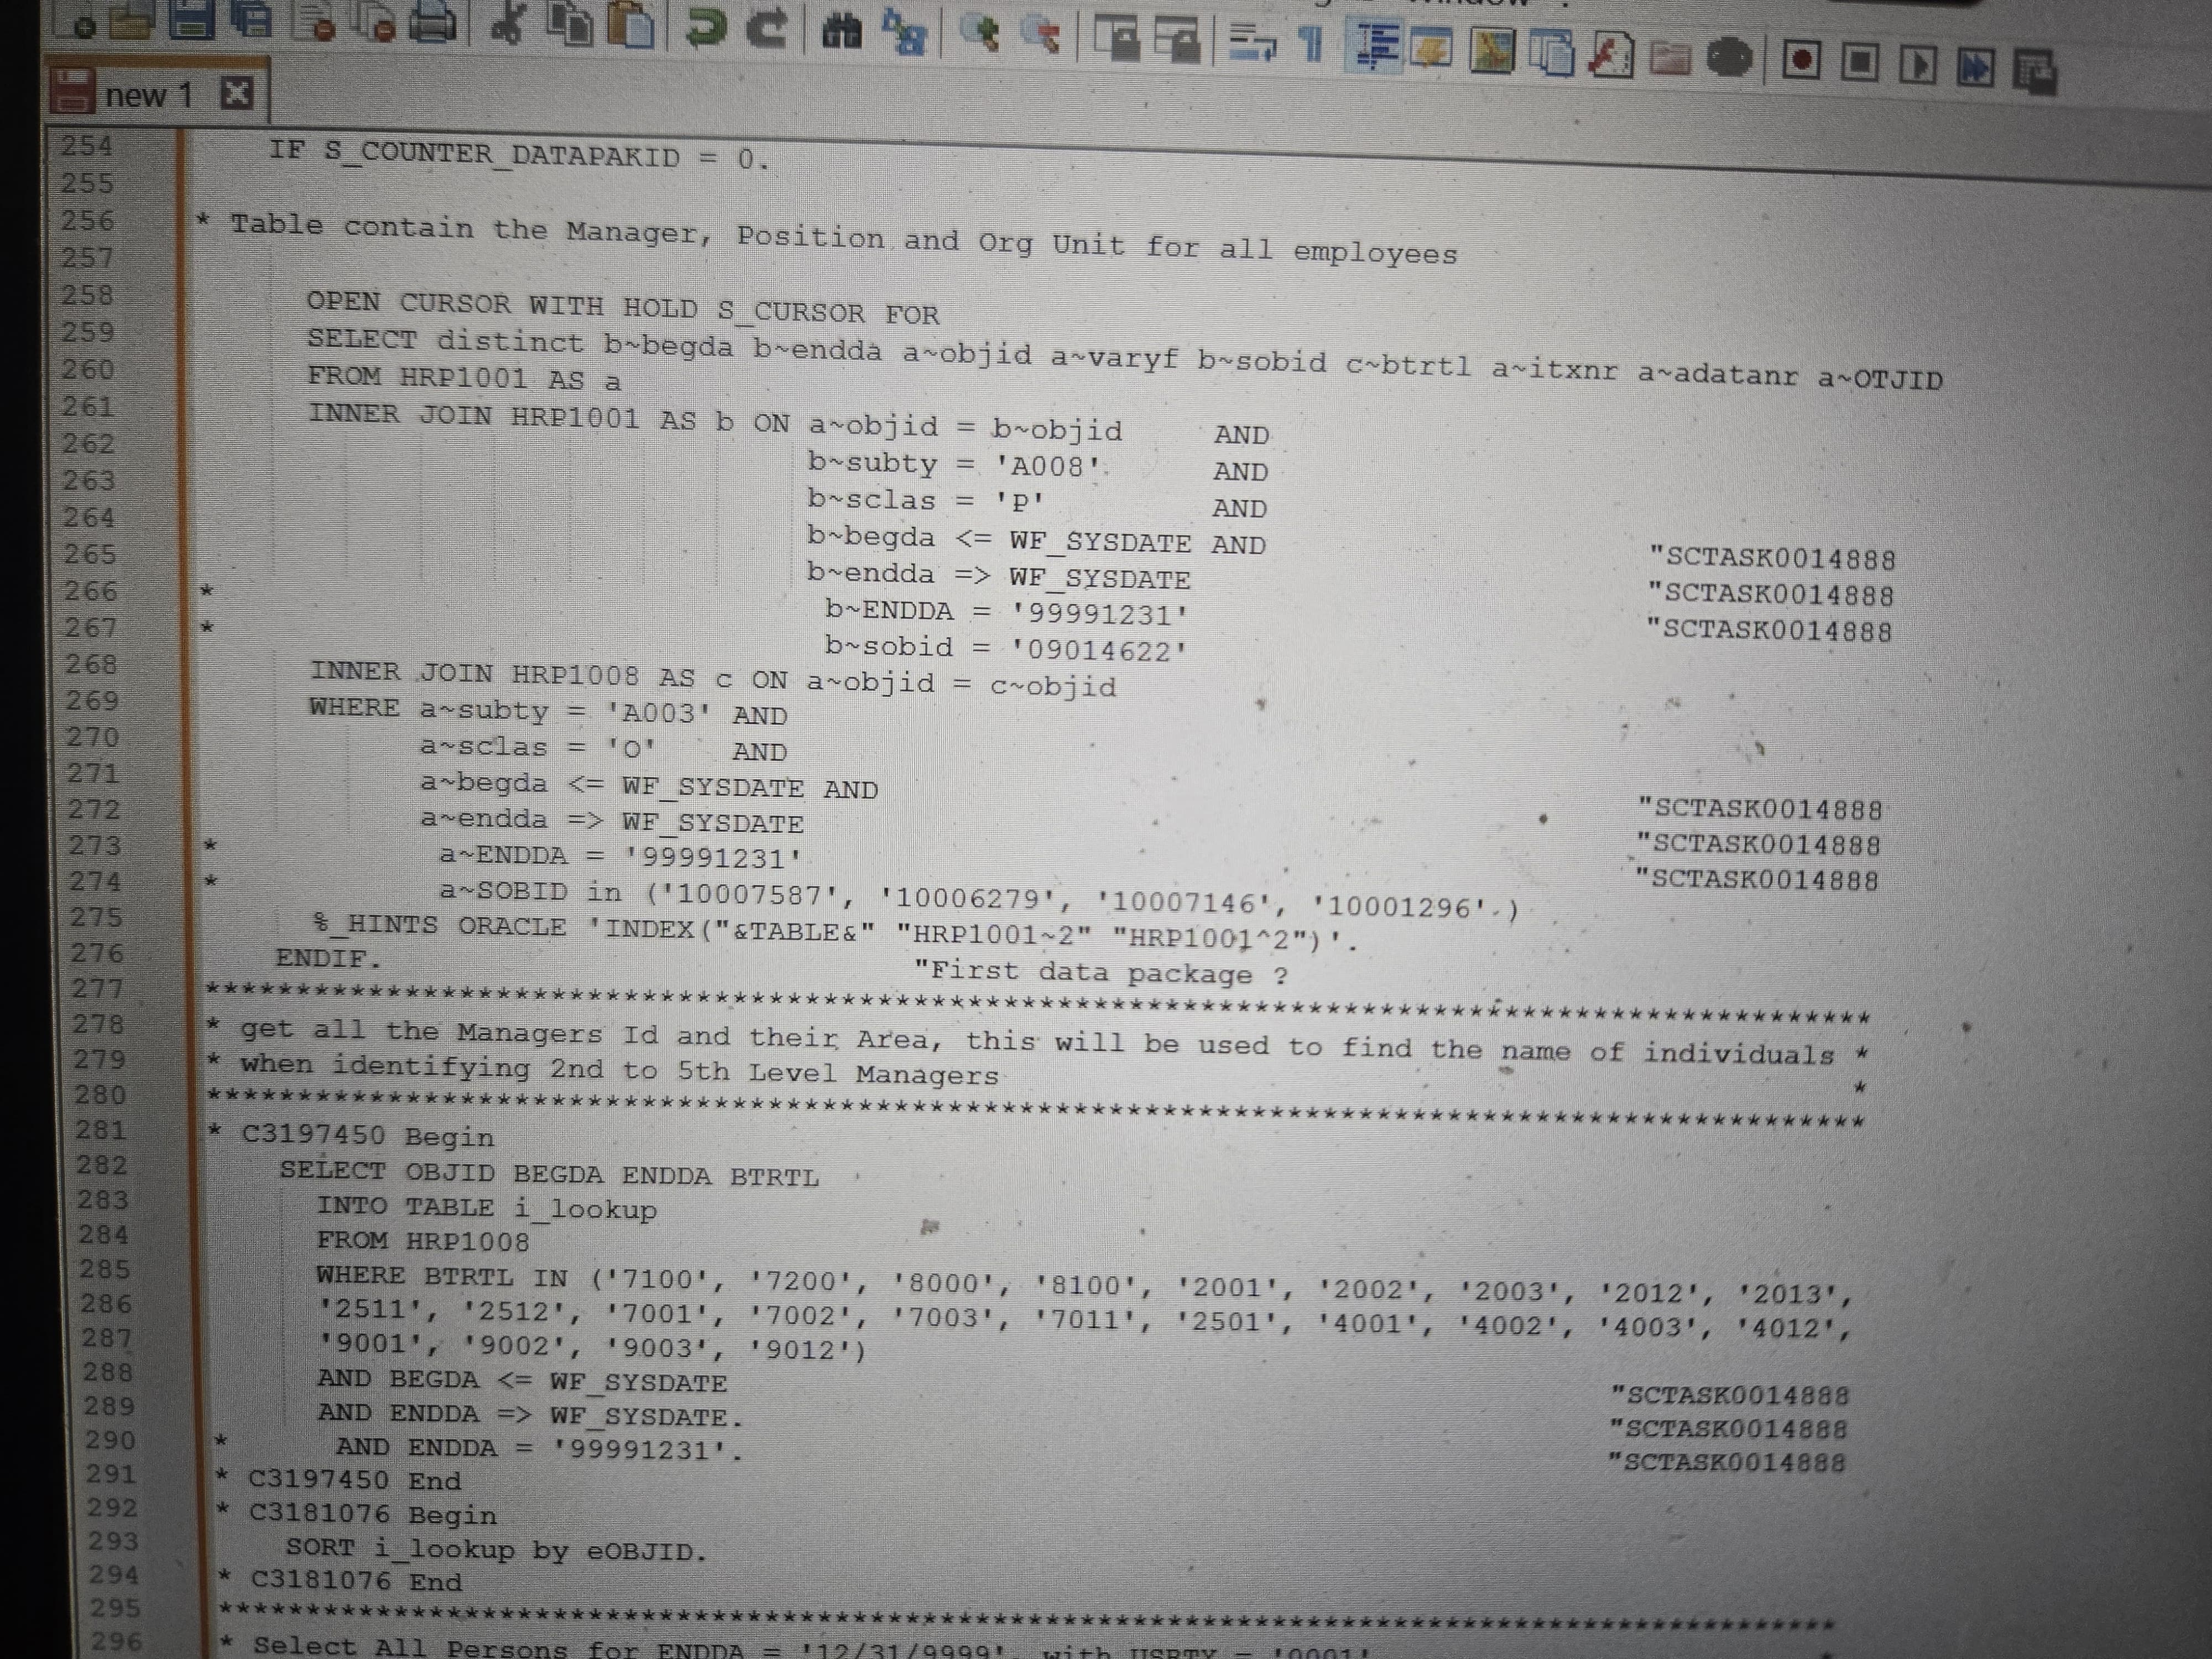 new 1
254 IF S_COUNTER_DATAPAKID = 0.
255
256 * Table contain the Manager, Position and Org Unit for all employees
257
258 OPEN CURSOR WITH HOLD S_CURSOR FOR
259 SELECT distinct b~begda b~endda a~objid a~varyf b~sobid c~btrtl a~itxnr a~adatanr a~OTJID
260 FROM HRP1001 AS a
261 INNER JOIN HRP1001 AS b ON a~objid = b~objid AND
262 b~subty = 'A008' AND
263 b~sclas = 'P' AND
264 b~begda <= WF_SYSDATE AND "SCTASK0014888
265 b~endda => WF_SYSDATE "SCTASK0014888
266 * b~ENDDA = '99991231' "SCTASK0014888
267 * b~sobid = '09014622'
268 INNER JOIN HRP1008 AS c ON a~objid = c~objid
269 WHERE a~subty = 'A003' AND
270 a~sclas = 'O' AND
271 a~begda <= WF_SYSDATE AND "SCTASK0014888
272 a~endda => WF_SYSDATE "SCTASK0014888
273 * a~ENDDA = '99991231' "SCTASK0014888
274 * a~SOBID in ('10007587', '10006279', '10007146', '10001296' )
275 %_HINTS ORACLE 'INDEX("&TABLE&" "HRP1001~2" "HRP1001^2")'.
276 ENDIF. "First data package ?
277 *******************************************************************************************
278 * get all the Managers Id and their Area, this will be used to find the name of individuals *
279 * when identifying 2nd to 5th Level Managers *
280 *******************************************************************************************
281 * C3197450 Begin
282 SELECT OBJID BEGDA ENDDA BTRTL
283 INTO TABLE i_lookup
284 FROM HRP1008
285 WHERE BTRTL IN ('7100', '7200', '8000', '8100', '2001', '2002', '2003', '2012', '2013',
286 '2511', '2512', '7001', '7002', '7003', '7011', '2501', '4001', '4002', '4003', '4012',
287 '9001', '9002', '9003', '9012')
288 AND BEGDA <= WF_SYSDATE "SCTASK0014888
289 AND ENDDA => WF_SYSDATE. "SCTASK0014888
290 * AND ENDDA = '99991231'. "SCTASK0014888
291 * C3197450 End
292 * C3181076 Begin
293 SORT i_lookup by eOBJID.
294 * C3181076 End
295 *******************************************************************************************
296 * Select All Persons for ENDDA = '12/31/9999', with USRTY = '0001'